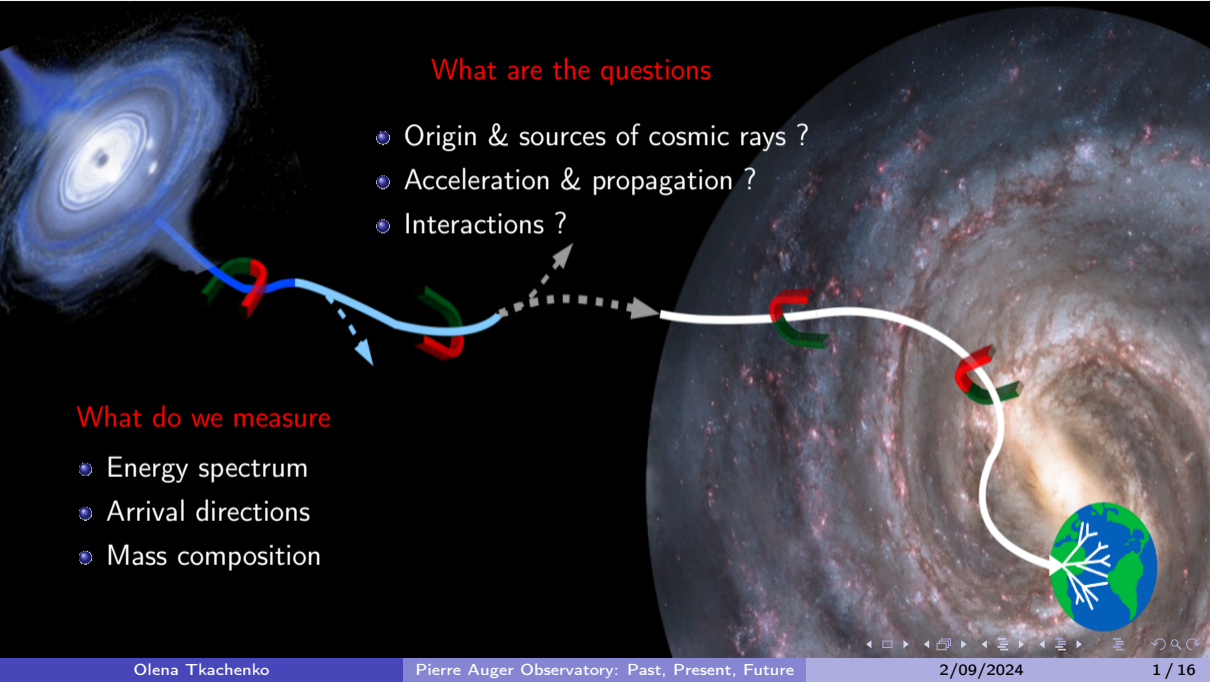 What are the questions
Origin & sources of cosmic rays ?
Acceleration & propagation ?
Interactions ?
What do we measure
Energy spectrum
Arrival directions
Mass composition
Olena Tkachenko
Pierre Auger Observatory: Past, Present, Future
2/09/2024
1 / 16